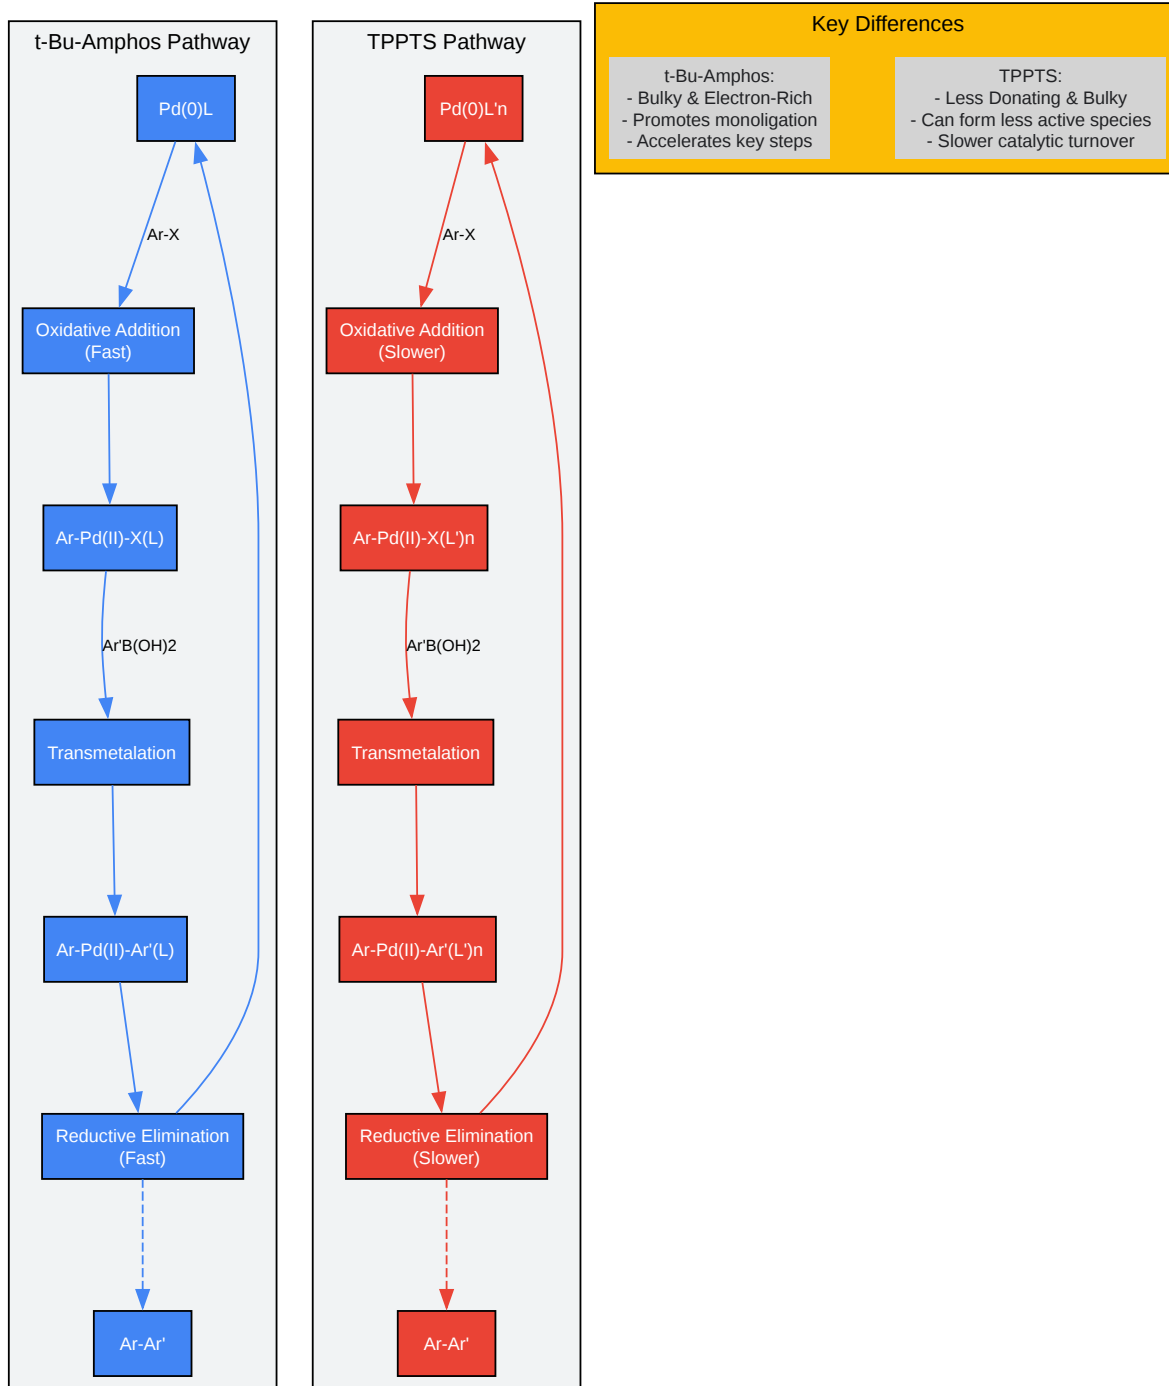 t-Bu-Amphos Pathway
Pd(0)L
Ar-X
Oxidative Addition
(Fast)
Ar-Pd(II)-X(L)
Ar'B(OH)2
Transmetalation
Ar-Pd(II)-Ar'(L)
Reductive Elimination
(Fast)
Ar-Ar'
TPPTS Pathway
Pd(0)L'n
Ar-X
Oxidative Addition
(Slower)
Ar-Pd(II)-X(L')n
Ar'B(OH)2
Transmetalation
Ar-Pd(II)-Ar'(L')n
Reductive Elimination
(Slower)
Ar-Ar'
Key Differences
t-Bu-Amphos:
- Bulky & Electron-Rich
- Promotes monoligation
- Accelerates key steps
TPPTS:
- Less Donating & Bulky
- Can form less active species
- Slower catalytic turnover